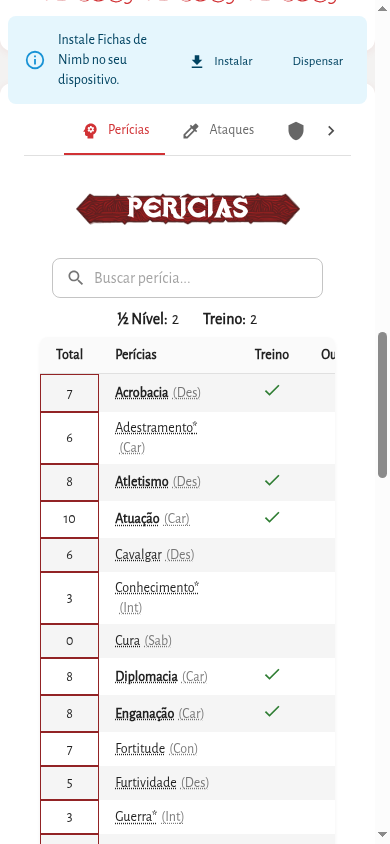 Instale Fichas de
Nimb no seu
dispositivo.
Instalar
Dispensar
Perícias
Ataques
PERÍCIAS
Buscar perícia...
½ Nível: 2 Treino: 2
Total Perícias Treino Ou
7 Acrobacia (Des)
6 Adestramento*
(Car)
8 Atletismo (Des)
10 Atuação (Car)
6 Cavalgar (Des)
3 Conhecimento*
(Int)
0 Cura (Sab)
8 Diplomacia (Car)
8 Enganação (Car)
7 Fortitude (Con)
5 Furtividade (Des)
3 Guerra* (Int)